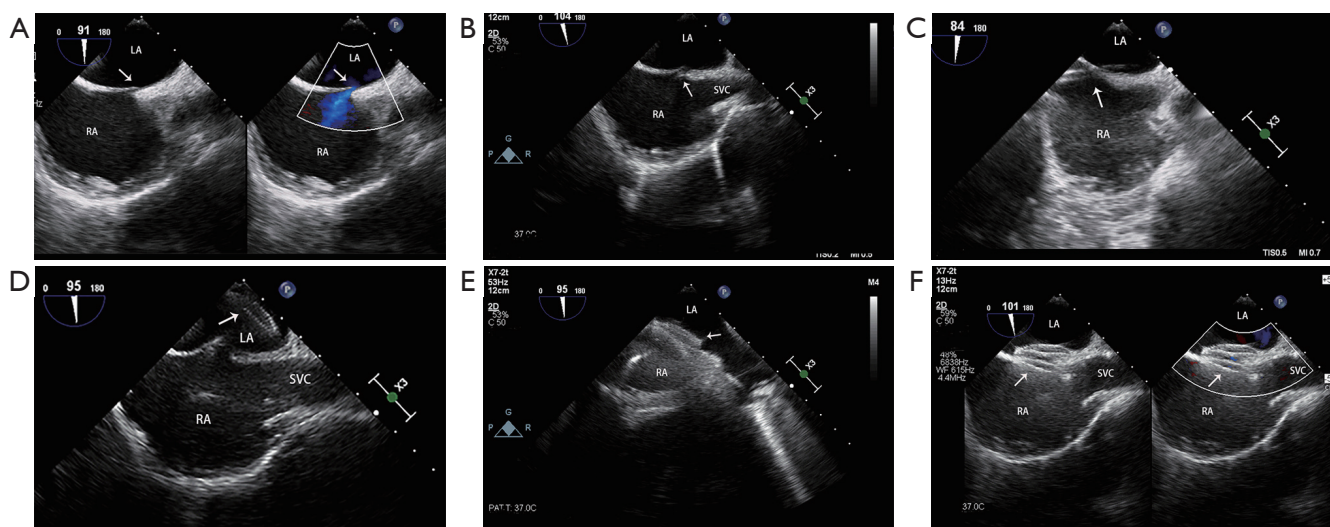 A
0 91 180
P
LA
LA
RA
RA
B
12cm
0 104 180
P
2D
53%
C 50
LA
SVC
RA
X3
G
P R
37.0C
TIS0.2 MI 0.5
C
0 84 180
P
LA
RA
X3
TIS0.5 MI 0.7
D
0 95 180
P
LA
SVC
RA
X3
E
X7-2t
53Hz
12cm
0 95 180
P
M4
2D
53%
C 50
LA
RA
X3
G
P R
PAT T: 37.0C
F
X7-2t
13Hz
12cm
0 101 180
P
2D
59%
C 50
LA
LA
48%
6838Hz
WF 615Hz
4.4MHz
SVC
SVC
RA
RA
37.0C